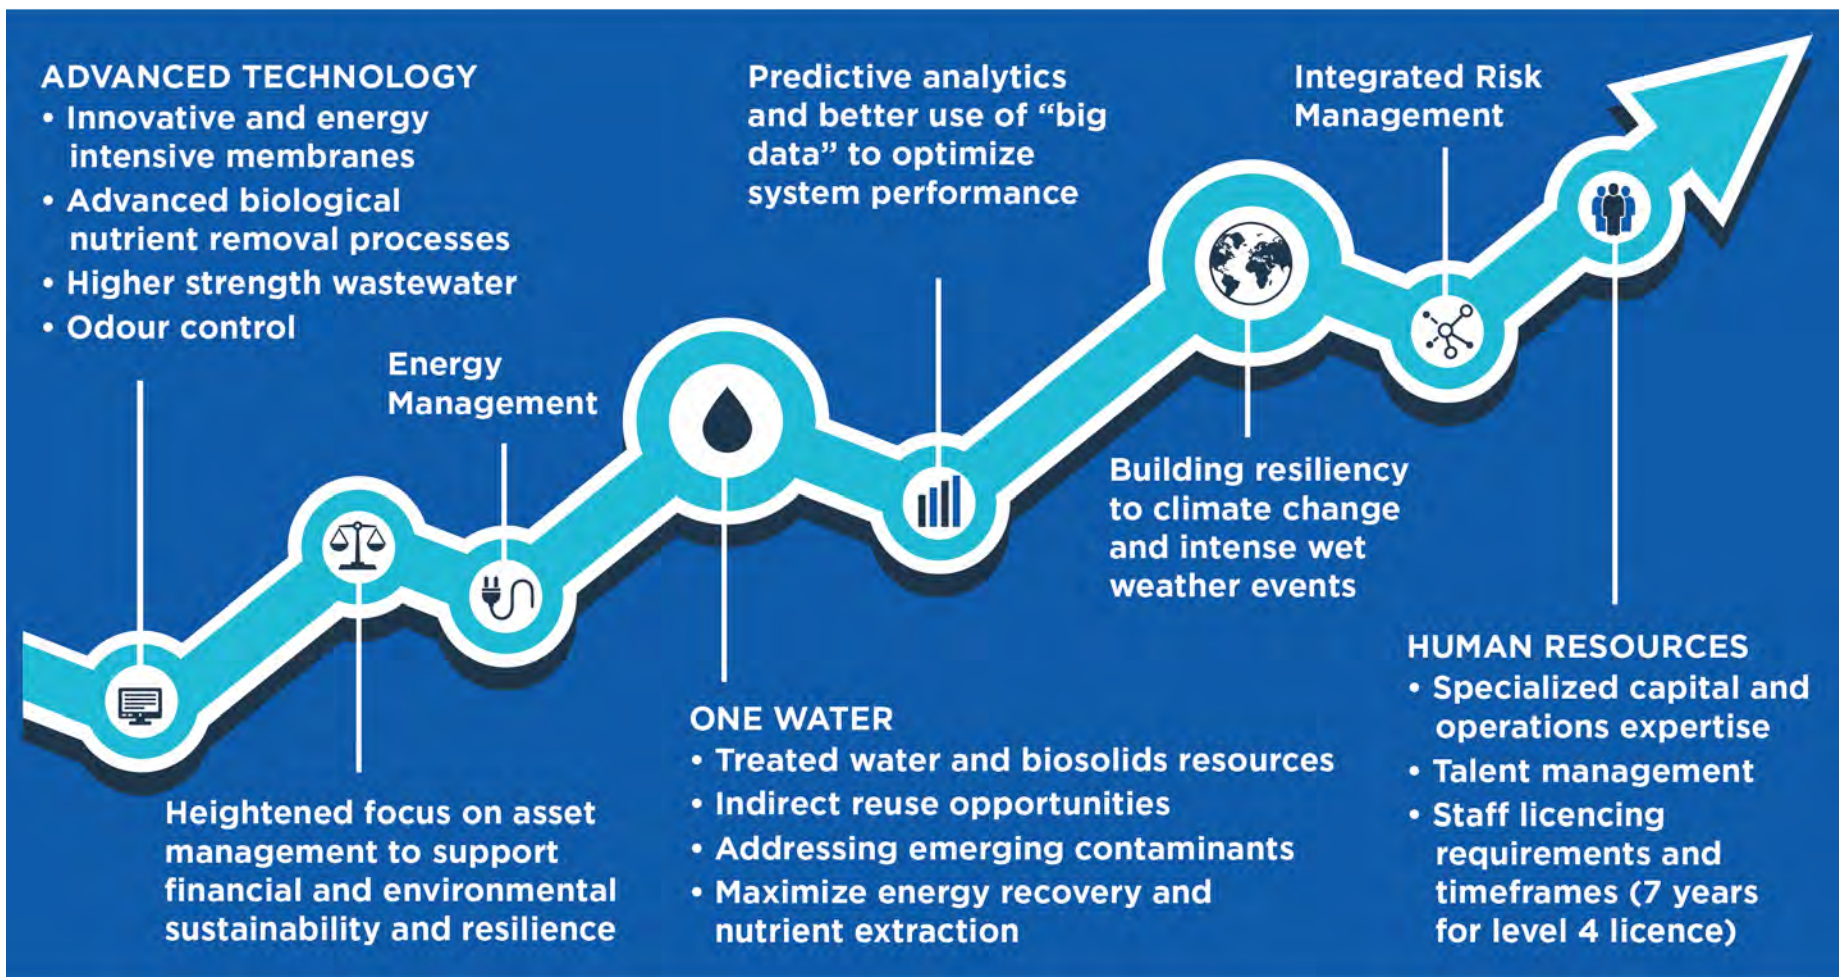 ADVANCED TECHNOLOGY
• Innovative and energy
intensive membranes
• Advanced biological
nutrient removal processes
• Higher strength wastewater
• Odour control
Heightened focus on asset
management to support
financial and environmental
sustainability and resilience
Energy
Management
ONE WATER
• Treated water and biosolids resources
• Indirect reuse opportunities
• Addressing emerging contaminants
• Maximize energy recovery and
nutrient extraction
Predictive analytics
and better use of “big
data” to optimize
system performance
Building resiliency
to climate change
and intense wet
weather events
Integrated Risk
Management
HUMAN RESOURCES
• Specialized capital and
operations expertise
• Talent management
• Staff licencing
requirements and
timeframes (7 years
for level 4 licence)